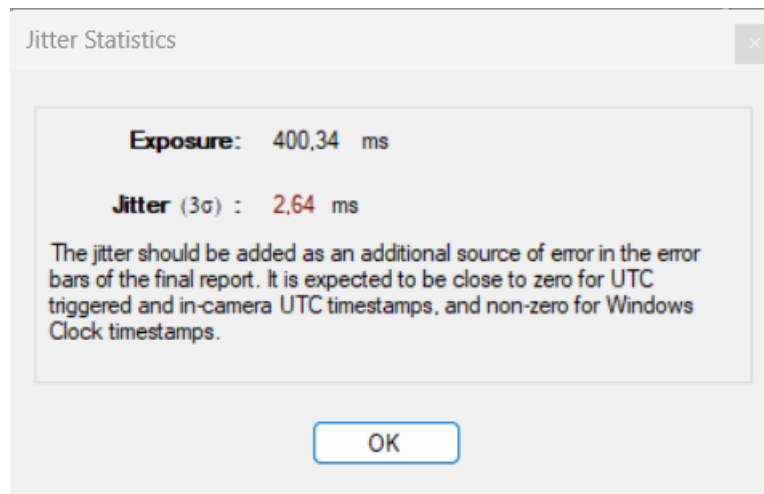 Jitter Statistics
Exposure: 400,34 ms
Jitter (3σ) : 2,64 ms
The jitter should be added as an additional source of error in the error
bars of the final report. It is expected to be close to zero for UTC
triggered and in-camera UTC timestamps, and non-zero for Windows
Clock timestamps.
OK